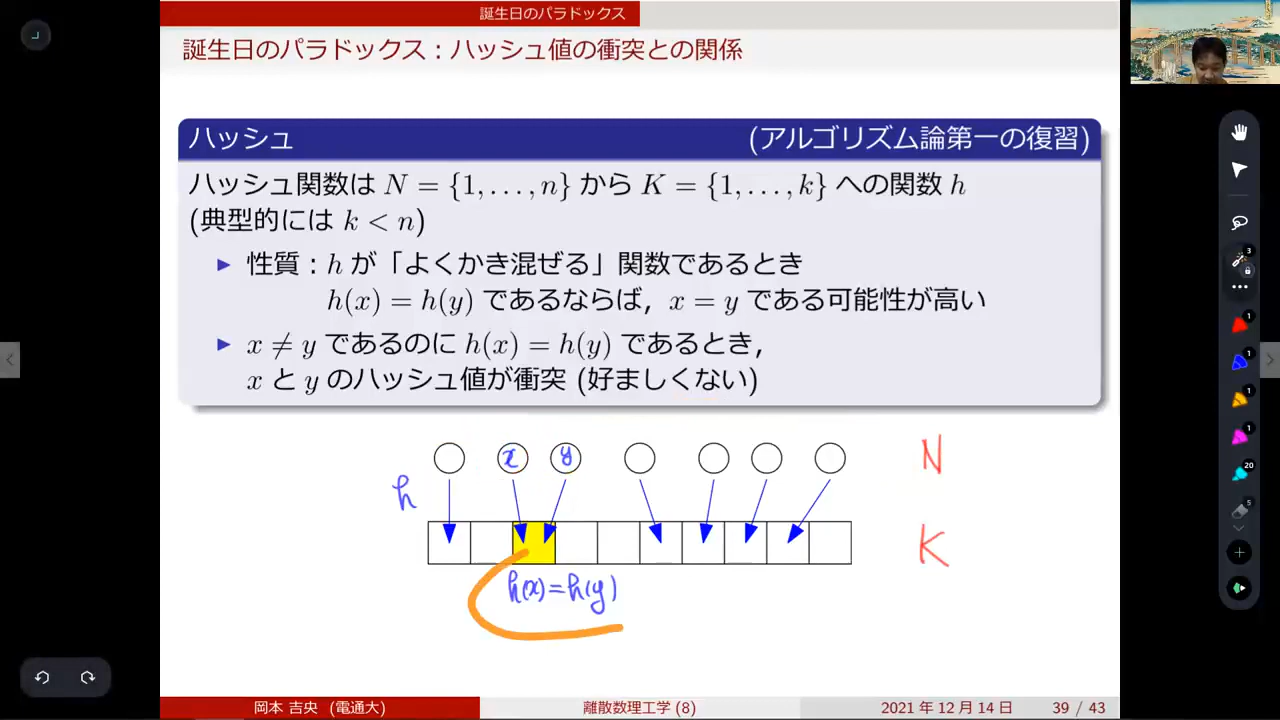 誕生日のパラドックス
誕生日のパラドックス：ハッシュ値の衝突との関係
ハッシュ (アルゴリズム論第一の復習)
ハッシュ関数は N = {1, . . . , n} から K = {1, . . . , k} への関数 h
(典型的には k < n)
▶ 性質：h が「よくかき混ぜる」関数であるとき
h(x) = h(y) であるならば，x = y である可能性が高い
▶ x ≠ y であるのに h(x) = h(y) であるとき，
x と y のハッシュ値が衝突 (好ましくない)
x y N
h
K
h(x)=h(y)
岡本 吉央 (電通大) 離散数理工学 (8) 2021 年 12 月 14 日 39 / 43
3
1
1
1
1
20
5